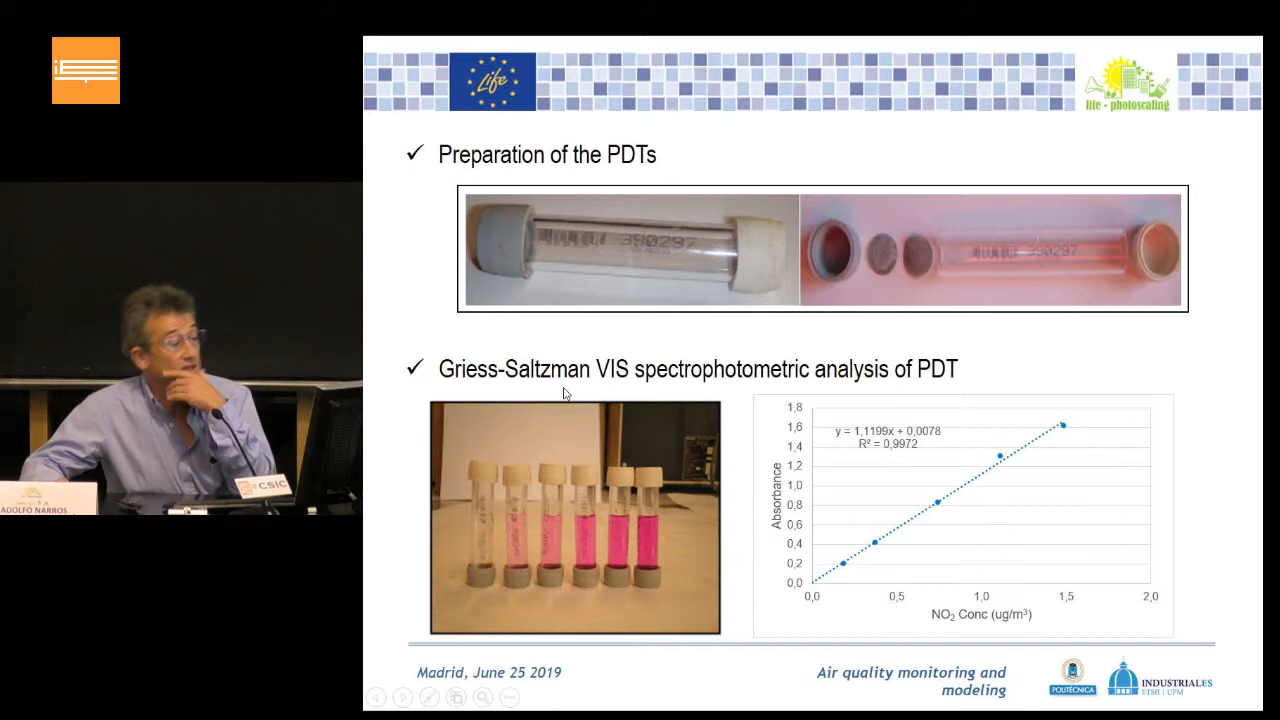 Life
life - photoscaling
Preparation of the PDTs
390297
390297
Griess-Saltzman VIS spectrophotometric analysis of PDT
1,8
1,6
1,4
1,2
1,0
0,8
0,6
0,4
0,2
0,0
Absorbance
y = 1,1199x + 0,0078
R² = 0,9972
0,0
0,5
1,0
1,5
2,0
NO₂ Conc (ug/m³)
CSIC
ADOLFO NARROS
Madrid, June 25 2019
Air quality monitoring and
modeling
POLITÉCNICA
INDUSTRIALES
ETSII | UPM